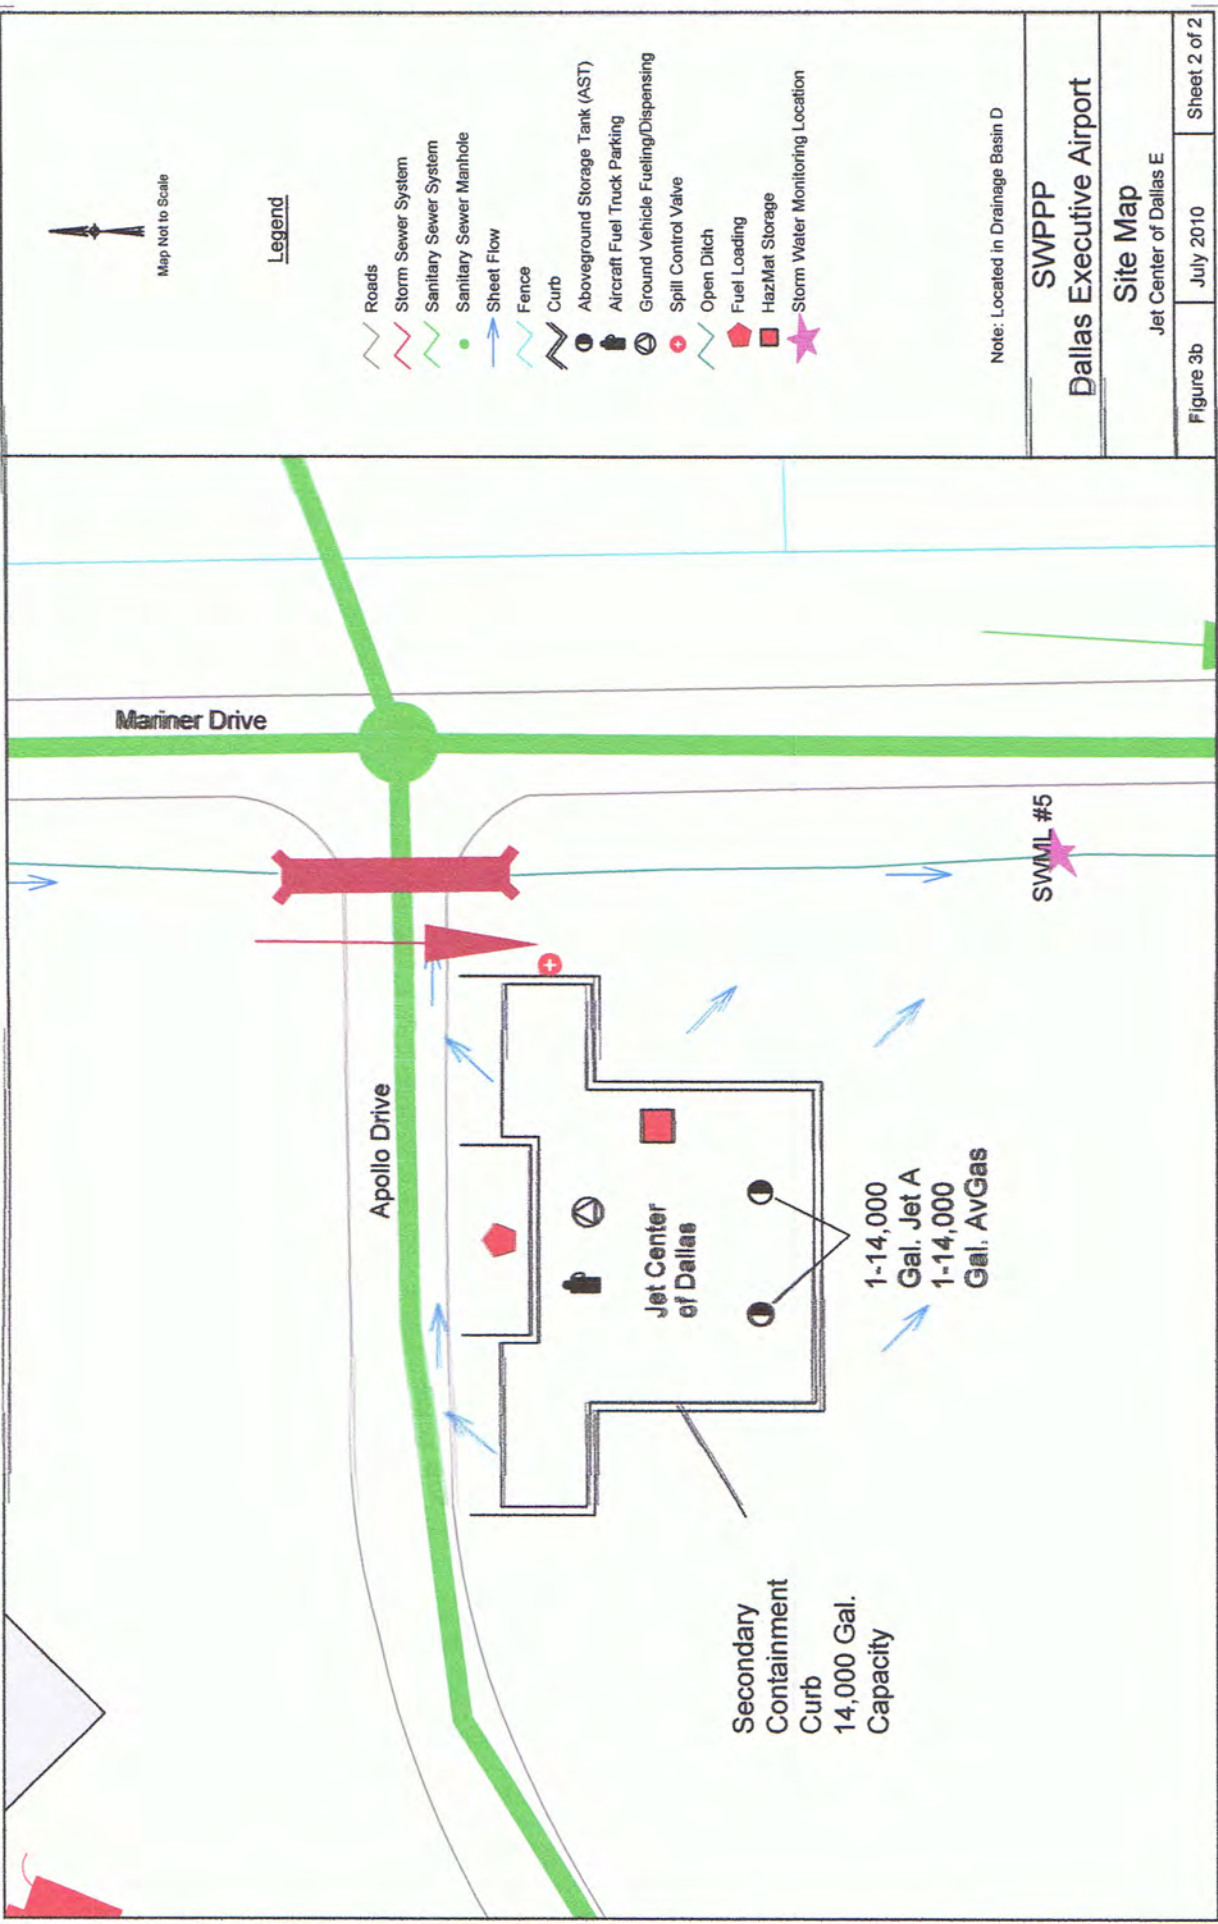 Mariner Drive
Apollo Drive
SWML #5
Jet Center
of Dallas
1-14,000
Gal. Jet A
1-14,000
Gal. AvGas
Secondary
Containment
Curb
14,000 Gal.
Capacity
Map Not to Scale
Legend
Roads
Storm Sewer System
Sanitary Sewer System
Sanitary Sewer Manhole
Sheet Flow
Fence
Curb
Aboveground Storage Tank (AST)
Aircraft Fuel Truck Parking
Ground Vehicle Fueling/Dispensing
Spill Control Valve
Open Ditch
Fuel Loading
HazMat Storage
Storm Water Monitoring Location
Note: Located in Drainage Basin D
SWPPP
Dallas Executive Airport
Site Map
Jet Center of Dallas E
Figure 3b
July 2010
Sheet 2 of 2